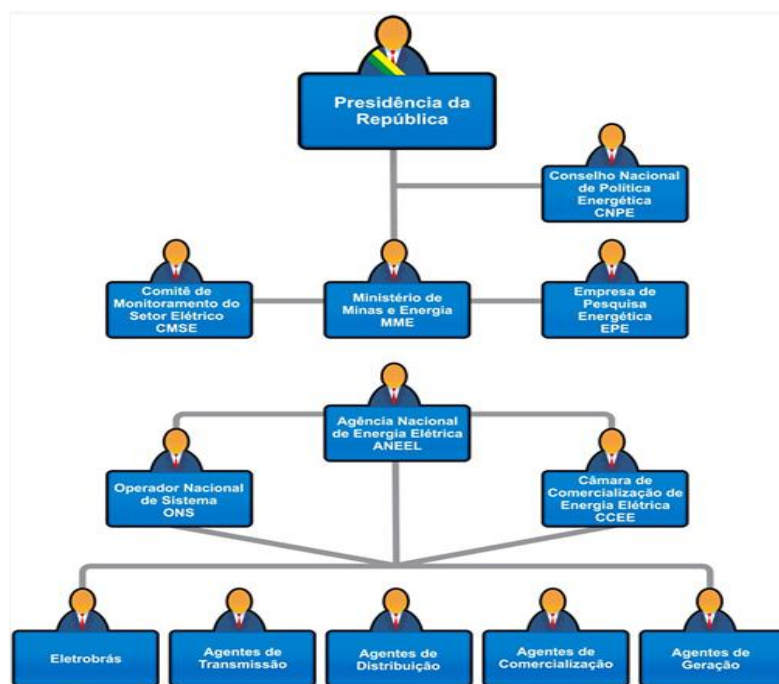 Presidência da
República
Conselho Nacional
de Política
Energética
CNPE
Comitê de
Monitoramento do
Setor Elétrico
CMSE
Ministério de
Minas e Energia
MME
Empresa de
Pesquisa
Energética
EPE
Agência Nacional
de Energia Elétrica
ANEEL
Operador Nacional
de Sistema
ONS
Câmara de
Comercialização de
Energia Elétrica
CCEE
Eletrobrás
Agentes de
Transmissão
Agentes de
Distribuição
Agentes de
Comercialização
Agentes de
Geração